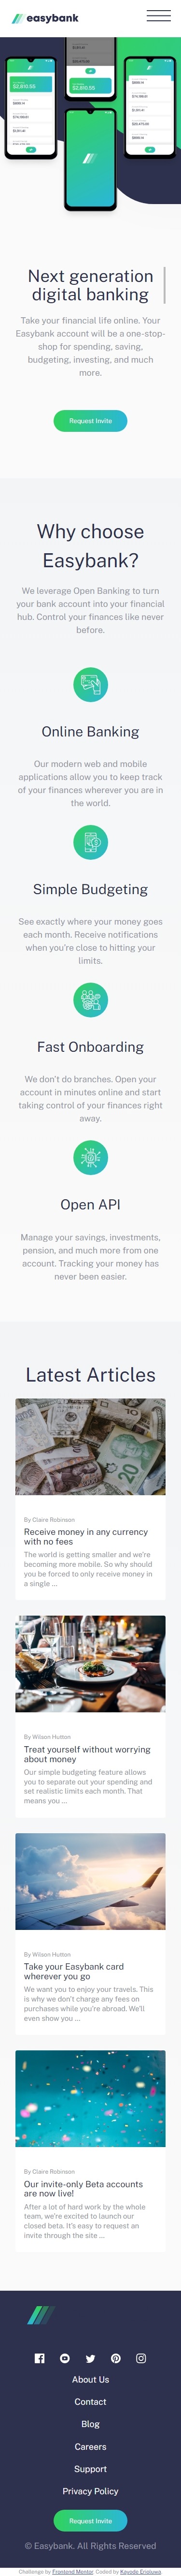 easybank
Next generation
digital banking
Take your financial life online. Your
Easybank account will be a one-stop-
shop for spending, saving,
budgeting, investing, and much
more.
Request Invite
Why choose
Easybank?
We leverage Open Banking to turn
your bank account into your financial
hub. Control your finances like never
before.
Online Banking
Our modern web and mobile
applications allow you to keep track
of your finances wherever you are in
the world.
Simple Budgeting
See exactly where your money goes
each month. Receive notifications
when you're close to hitting your
limits.
Fast Onboarding
We don't do branches. Open your
account in minutes online and start
taking control of your finances right
away.
Open API
Manage your savings, investments,
pension, and much more from one
account. Tracking your money has
never been easier.
Latest Articles
By Claire Robinson
Receive money in any currency
with no fees
The world is getting smaller and we're
becoming more mobile. So why should
you be forced to only receive money in
a single ...
By Wilson Hutton
Treat yourself without worrying
about money
Our simple budgeting feature allows
you to separate out your spending and
set realistic limits each month. That
means you ...
By Wilson Hutton
Take your Easybank card
wherever you go
We want you to enjoy your travels. This
is why we don't charge any fees on
purchases while you're abroad. We'll
even show you ...
By Claire Robinson
Our invite-only Beta accounts
are now live!
After a lot of hard work by the whole
team, we're excited to launch our
closed beta. It's easy to request an
invite through the site ...
About Us
Contact
Blog
Careers
Support
Privacy Policy
Request Invite
© Easybank. All Rights Reserved
Challenge by Frontend Mentor. Coded by Kayode Enioluwa